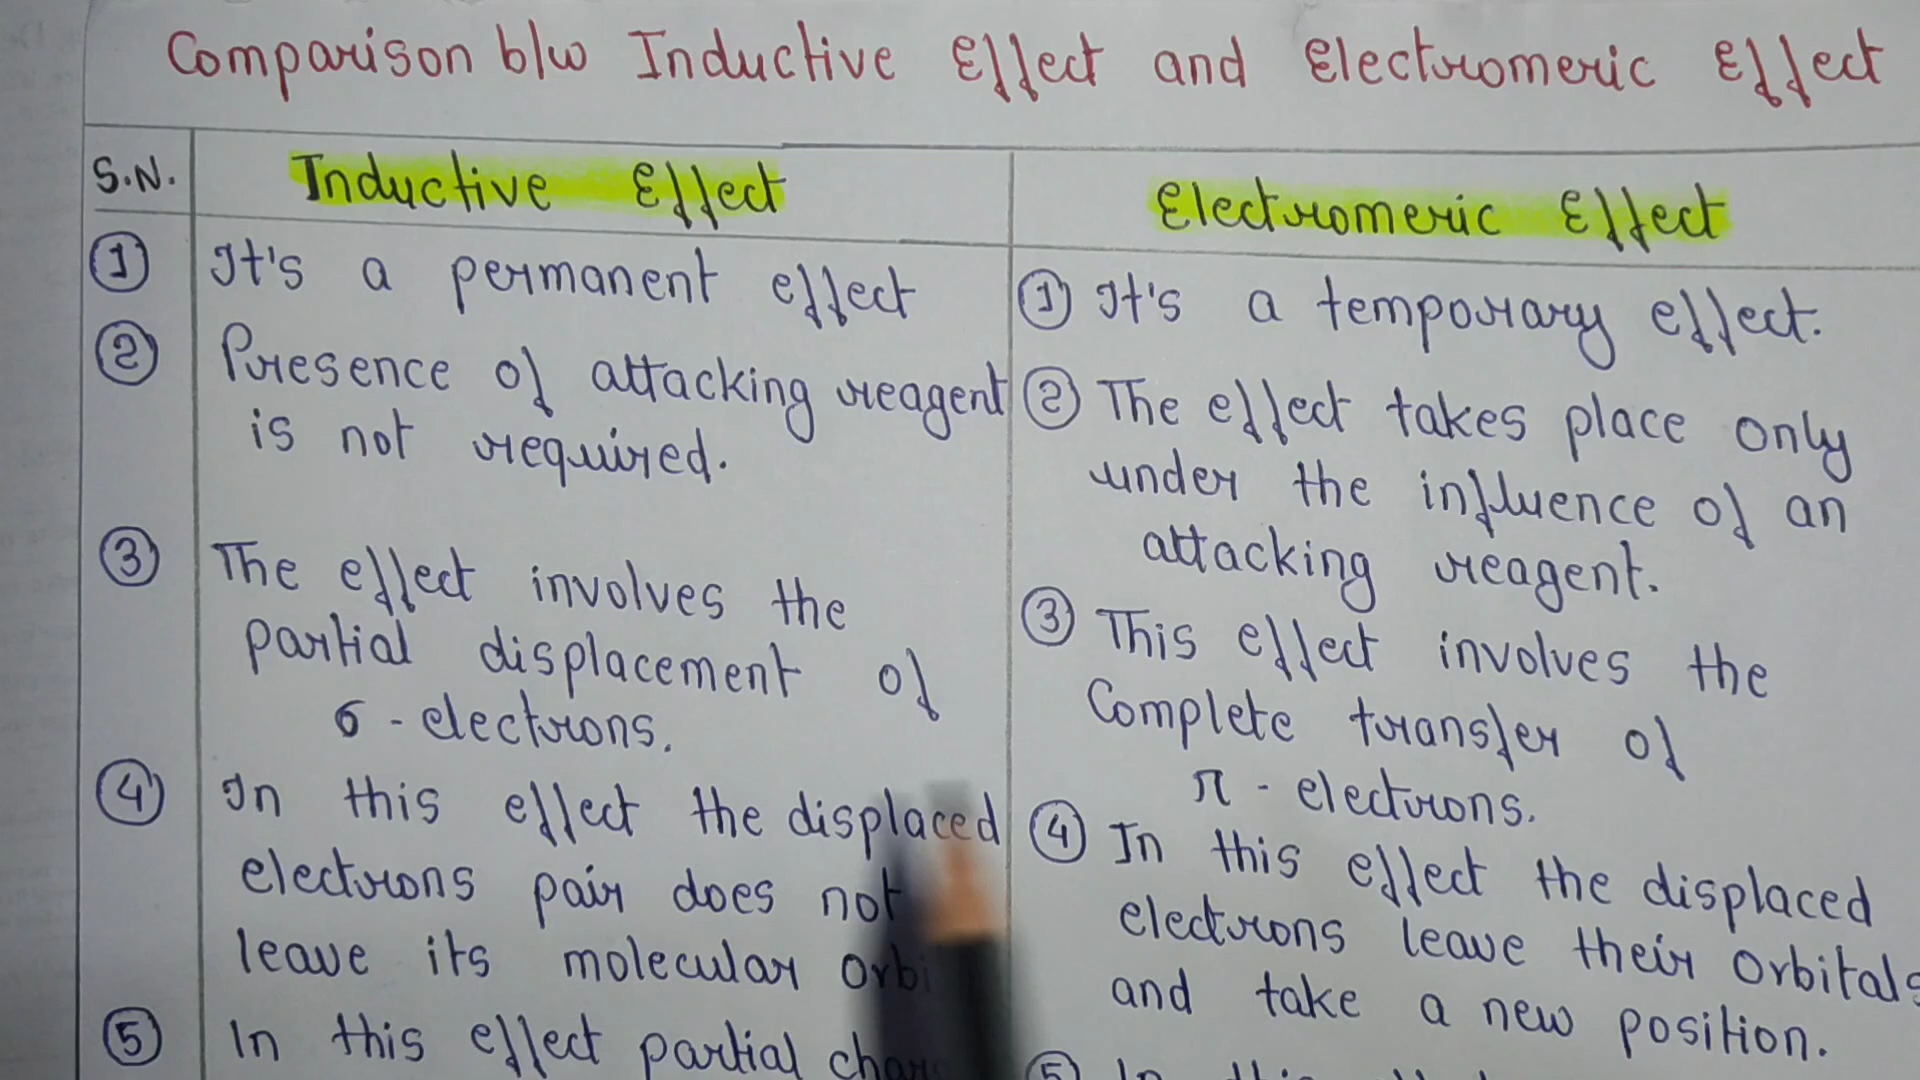 Comparison b/w Inductive Effect and Electromeric Effect
S.N.
Inductive Effect
Electromeric Effect
① It's a permanent effect
② Presence of attacking reagent
is not required.
③ The effect involves the
partial displacement of
σ - electrons.
④ In this effect the displaced
electrons pair does not
leave its molecular
⑤ In this effect partial
① It's a temporary effect.
② The effect takes place only
under the influence of an
attacking reagent.
③ This effect involves the
Complete transfer of
π - electrons.
④ In this effect the displaced
electrons leave their orbitals
and take a new position.
⑤